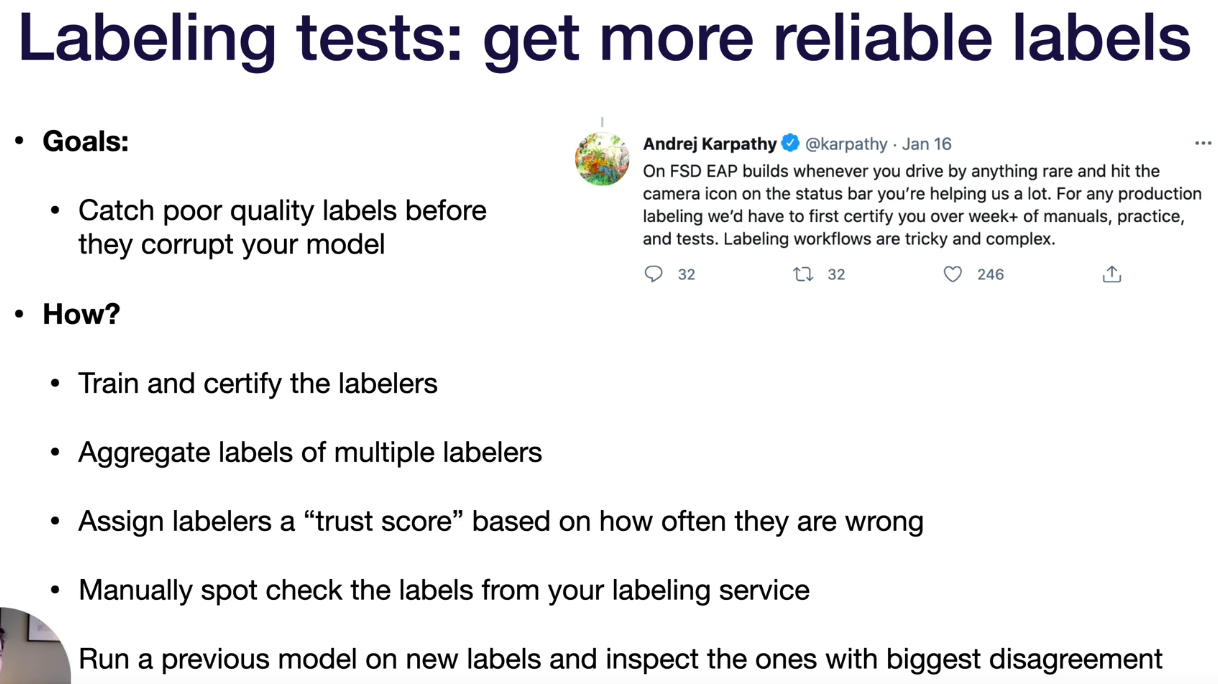 Labeling tests: get more reliable labels
• Goals:
• Catch poor quality labels before
they corrupt your model
• How?
• Train and certify the labelers
• Aggregate labels of multiple labelers
• Assign labelers a “trust score” based on how often they are wrong
• Manually spot check the labels from your labeling service
Run a previous model on new labels and inspect the ones with biggest disagreement
Andrej Karpathy @karpathy · Jan 16
On FSD EAP builds whenever you drive by anything rare and hit the
camera icon on the status bar you’re helping us a lot. For any production
labeling we’d have to first certify you over week+ of manuals, practice,
and tests. Labeling workflows are tricky and complex.
32 32 246